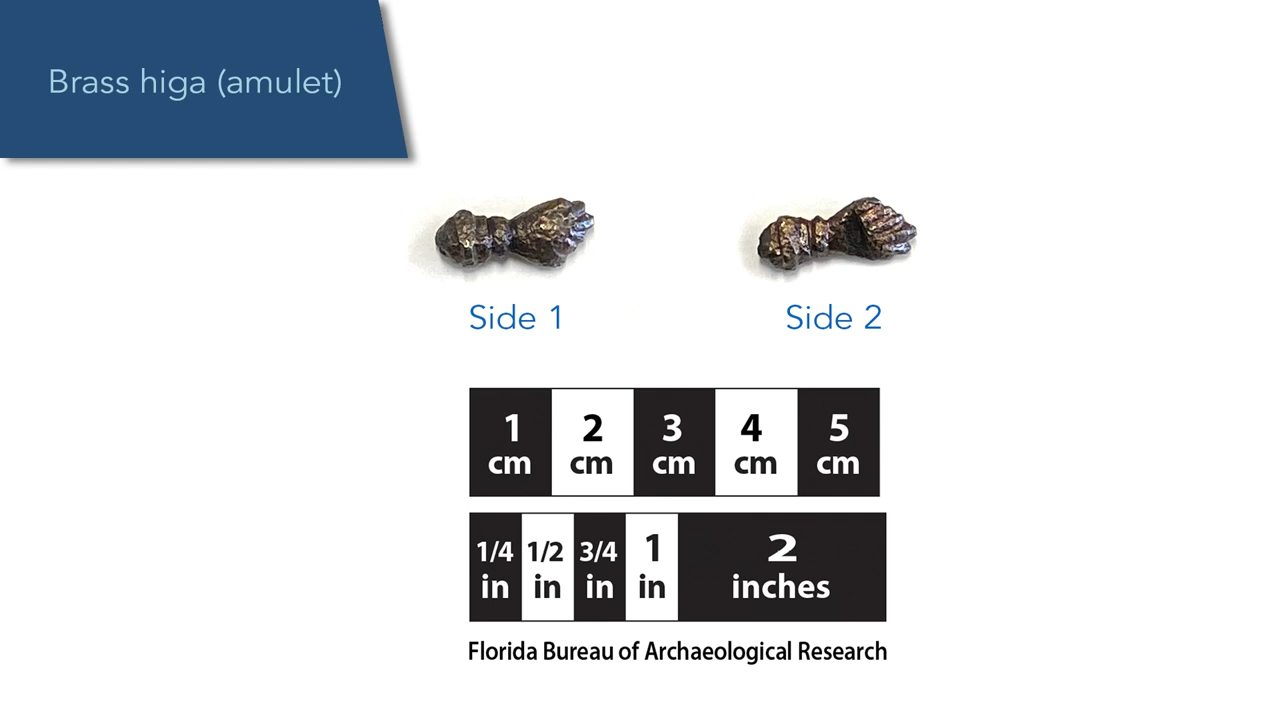 Brass higa (amulet)
Side 1
Side 2
1 cm
2 cm
3 cm
4 cm
5 cm
1/4 in
1/2 in
3/4 in
1 in
2 inches
Florida Bureau of Archaeological Research